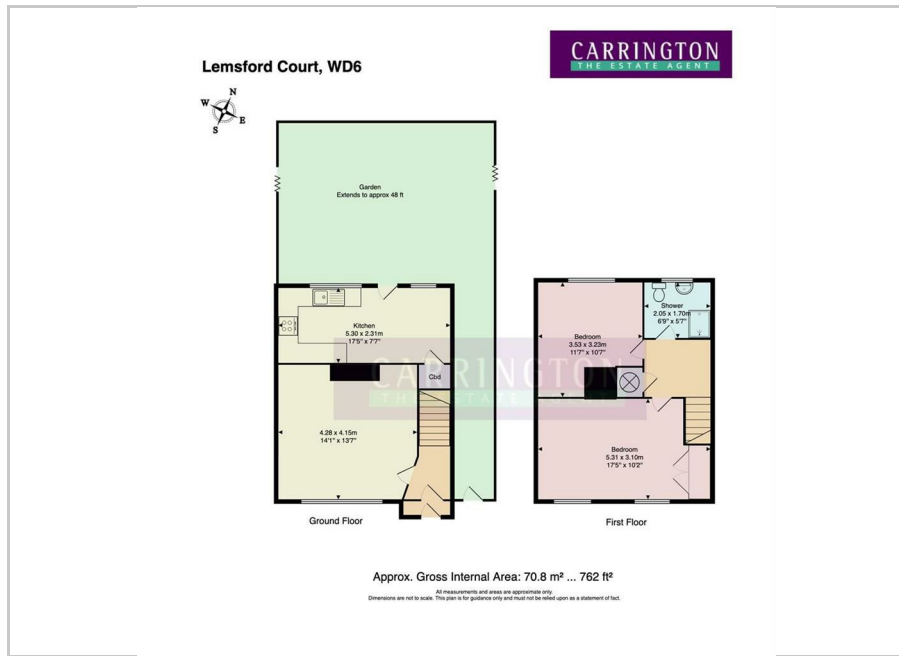 Lemsford Court, WD6
CARRINGTON
THE ESTATE AGENT
N
W
E
S
Garden
Extends to approx 48 ft
Kitchen
5.30 x 2.31m
17'5" x 7'7"
Cbd
4.28 x 4.15m
14'1" x 13'7"
Ground Floor
Shower
2.05 x 1.70m
6'9" x 5'7"
Bedroom
3.53 x 3.23m
11'7" x 10'7"
Bedroom
5.31 x 3.10m
17'5" x 10'2"
First Floor
CARRINGTON
THE ESTATE AGENT
Approx. Gross Internal Area: 70.8 m² ... 762 ft²
All measurements and areas are approximate only.
Dimensions are not to scale. This plan is for guidance only and must not be relied upon as a statement of fact.